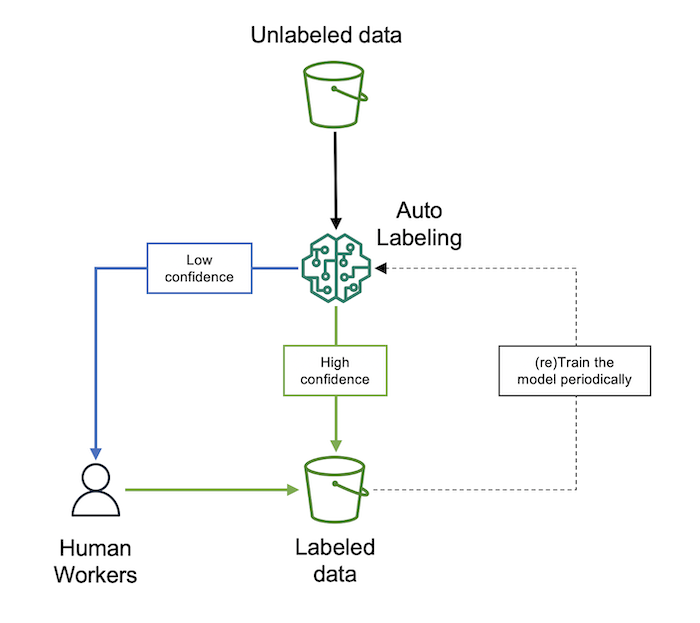 Unlabeled data
Auto
Labeling
Low
confidence
High
confidence
(re)Train the
model periodically
Human
Workers
Labeled
data